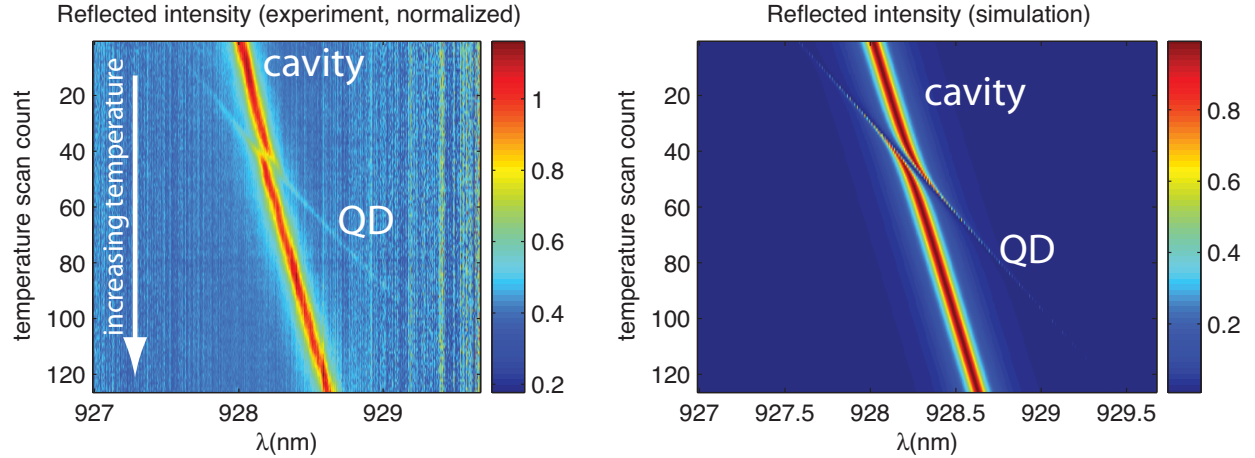 Reflected intensity (experiment, normalized)
cavity
QD
increasing temperature
temperature scan count
20
40
60
80
100
120
927
928
929
λ(nm)
1
0.8
0.6
0.4
0.2
Reflected intensity (simulation)
cavity
QD
temperature scan count
20
40
60
80
100
120
927
927.5
928
928.5
929
929.5
λ(nm)
0.8
0.6
0.4
0.2